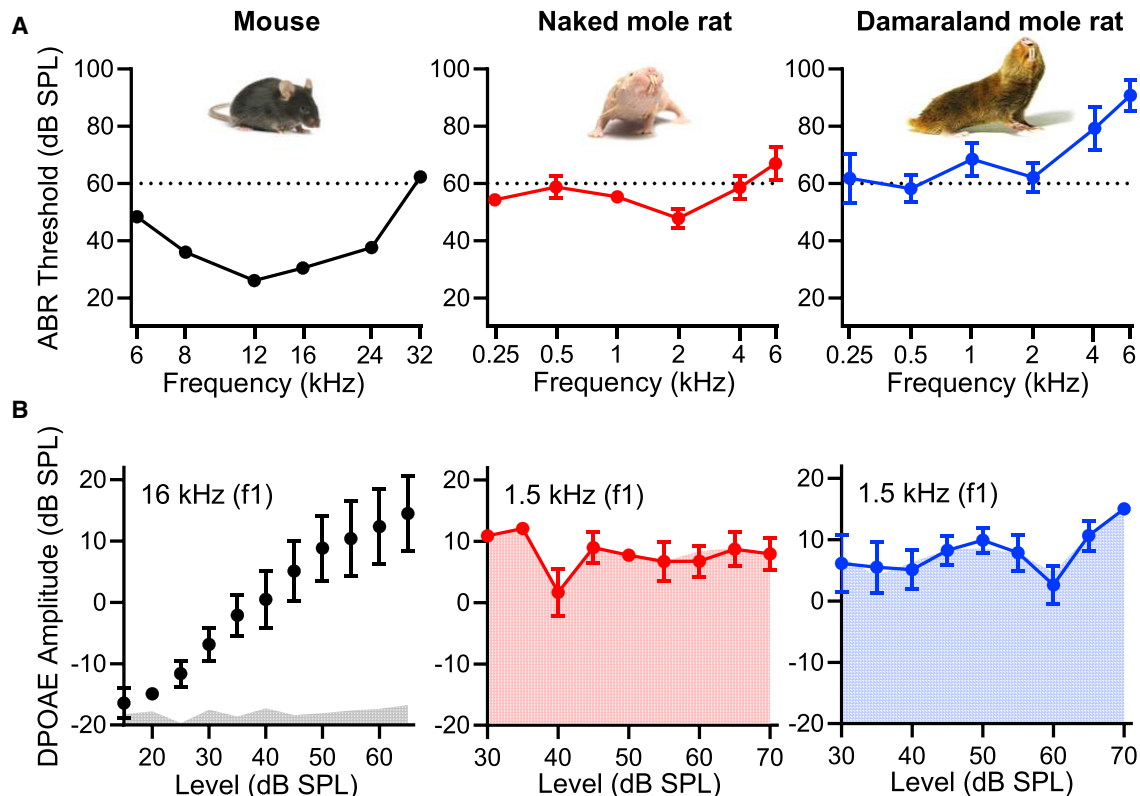 A
Mouse
Naked mole rat
Damaraland mole rat
ABR Threshold (dB SPL)
100
80
60
40
20
6 8 12 16 24 32
Frequency (kHz)
100
80
60
40
20
0.25 0.5 1 2 4 6
Frequency (kHz)
100
80
60
40
20
0.25 0.5 1 2 4 6
Frequency (kHz)
B
DPOAE Amplitude (dB SPL)
16 kHz (f1)
20
10
0
-10
-20
20 30 40 50 60
Level (dB SPL)
1.5 kHz (f1)
20
10
0
-10
-20
30 40 50 60 70
Level (dB SPL)
1.5 kHz (f1)
20
10
0
-10
-20
30 40 50 60 70
Level (dB SPL)